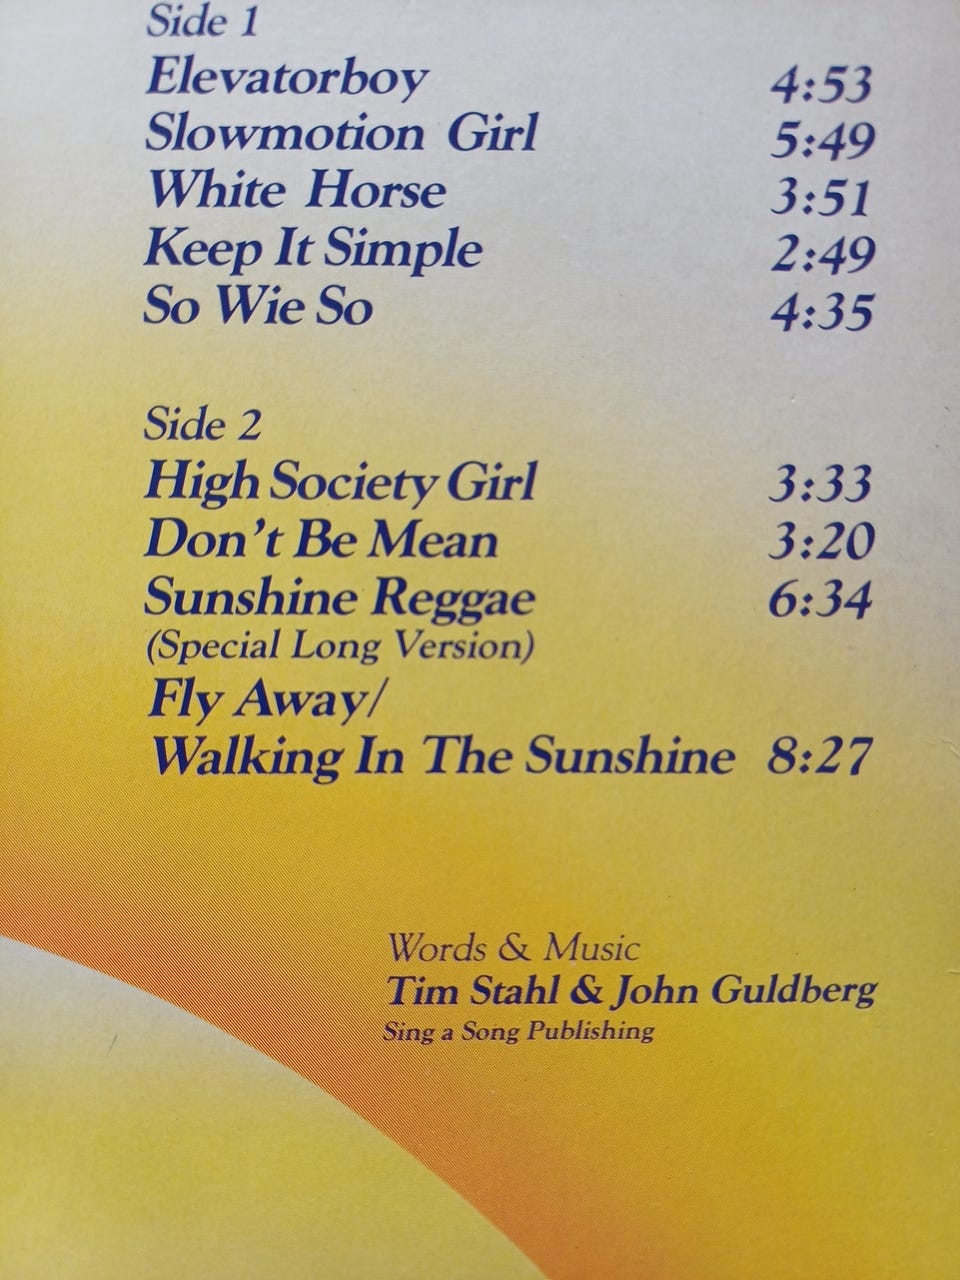 Side 1
Elevatorboy 4:53
Slowmotion Girl 5:49
White Horse 3:51
Keep It Simple 2:49
So Wie So 4:35
Side 2
High Society Girl 3:33
Don't Be Mean 3:20
Sunshine Reggae 6:34
(Special Long Version)
Fly Away/
Walking In The Sunshine 8:27
Words & Music
Tim Stahl & John Guldberg
Sing a Song Publishing